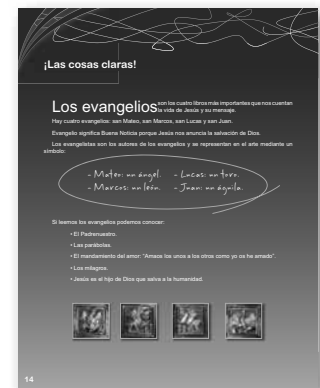 ¡Las cosas claras!
Los evangelios son los cuatro libros más importantes que nos cuentan
la vida de Jesús y su mensaje.
Hay cuatro evangelios: san Mateo, san Marcos, san Lucas y san Juan.
Evangelio significa Buena Noticia porque Jesús nos anuncia la salvación de Dios.
Los evangelistas son los autores de los evangelios y se representan en el arte mediante un
símbolo:
- Mateo: un ángel. - Lucas: un toro.
- Marcos: un león. - Juan: un águila.
Si leemos los evangelios podemos conocer:
• El Padrenuestro.
• Las parábolas.
• El mandamiento del amor: "Amaos los unos a los otros como yo os he amado".
• Los milagros.
• Jesús es el hijo de Dios que salva a la humanidad.
14